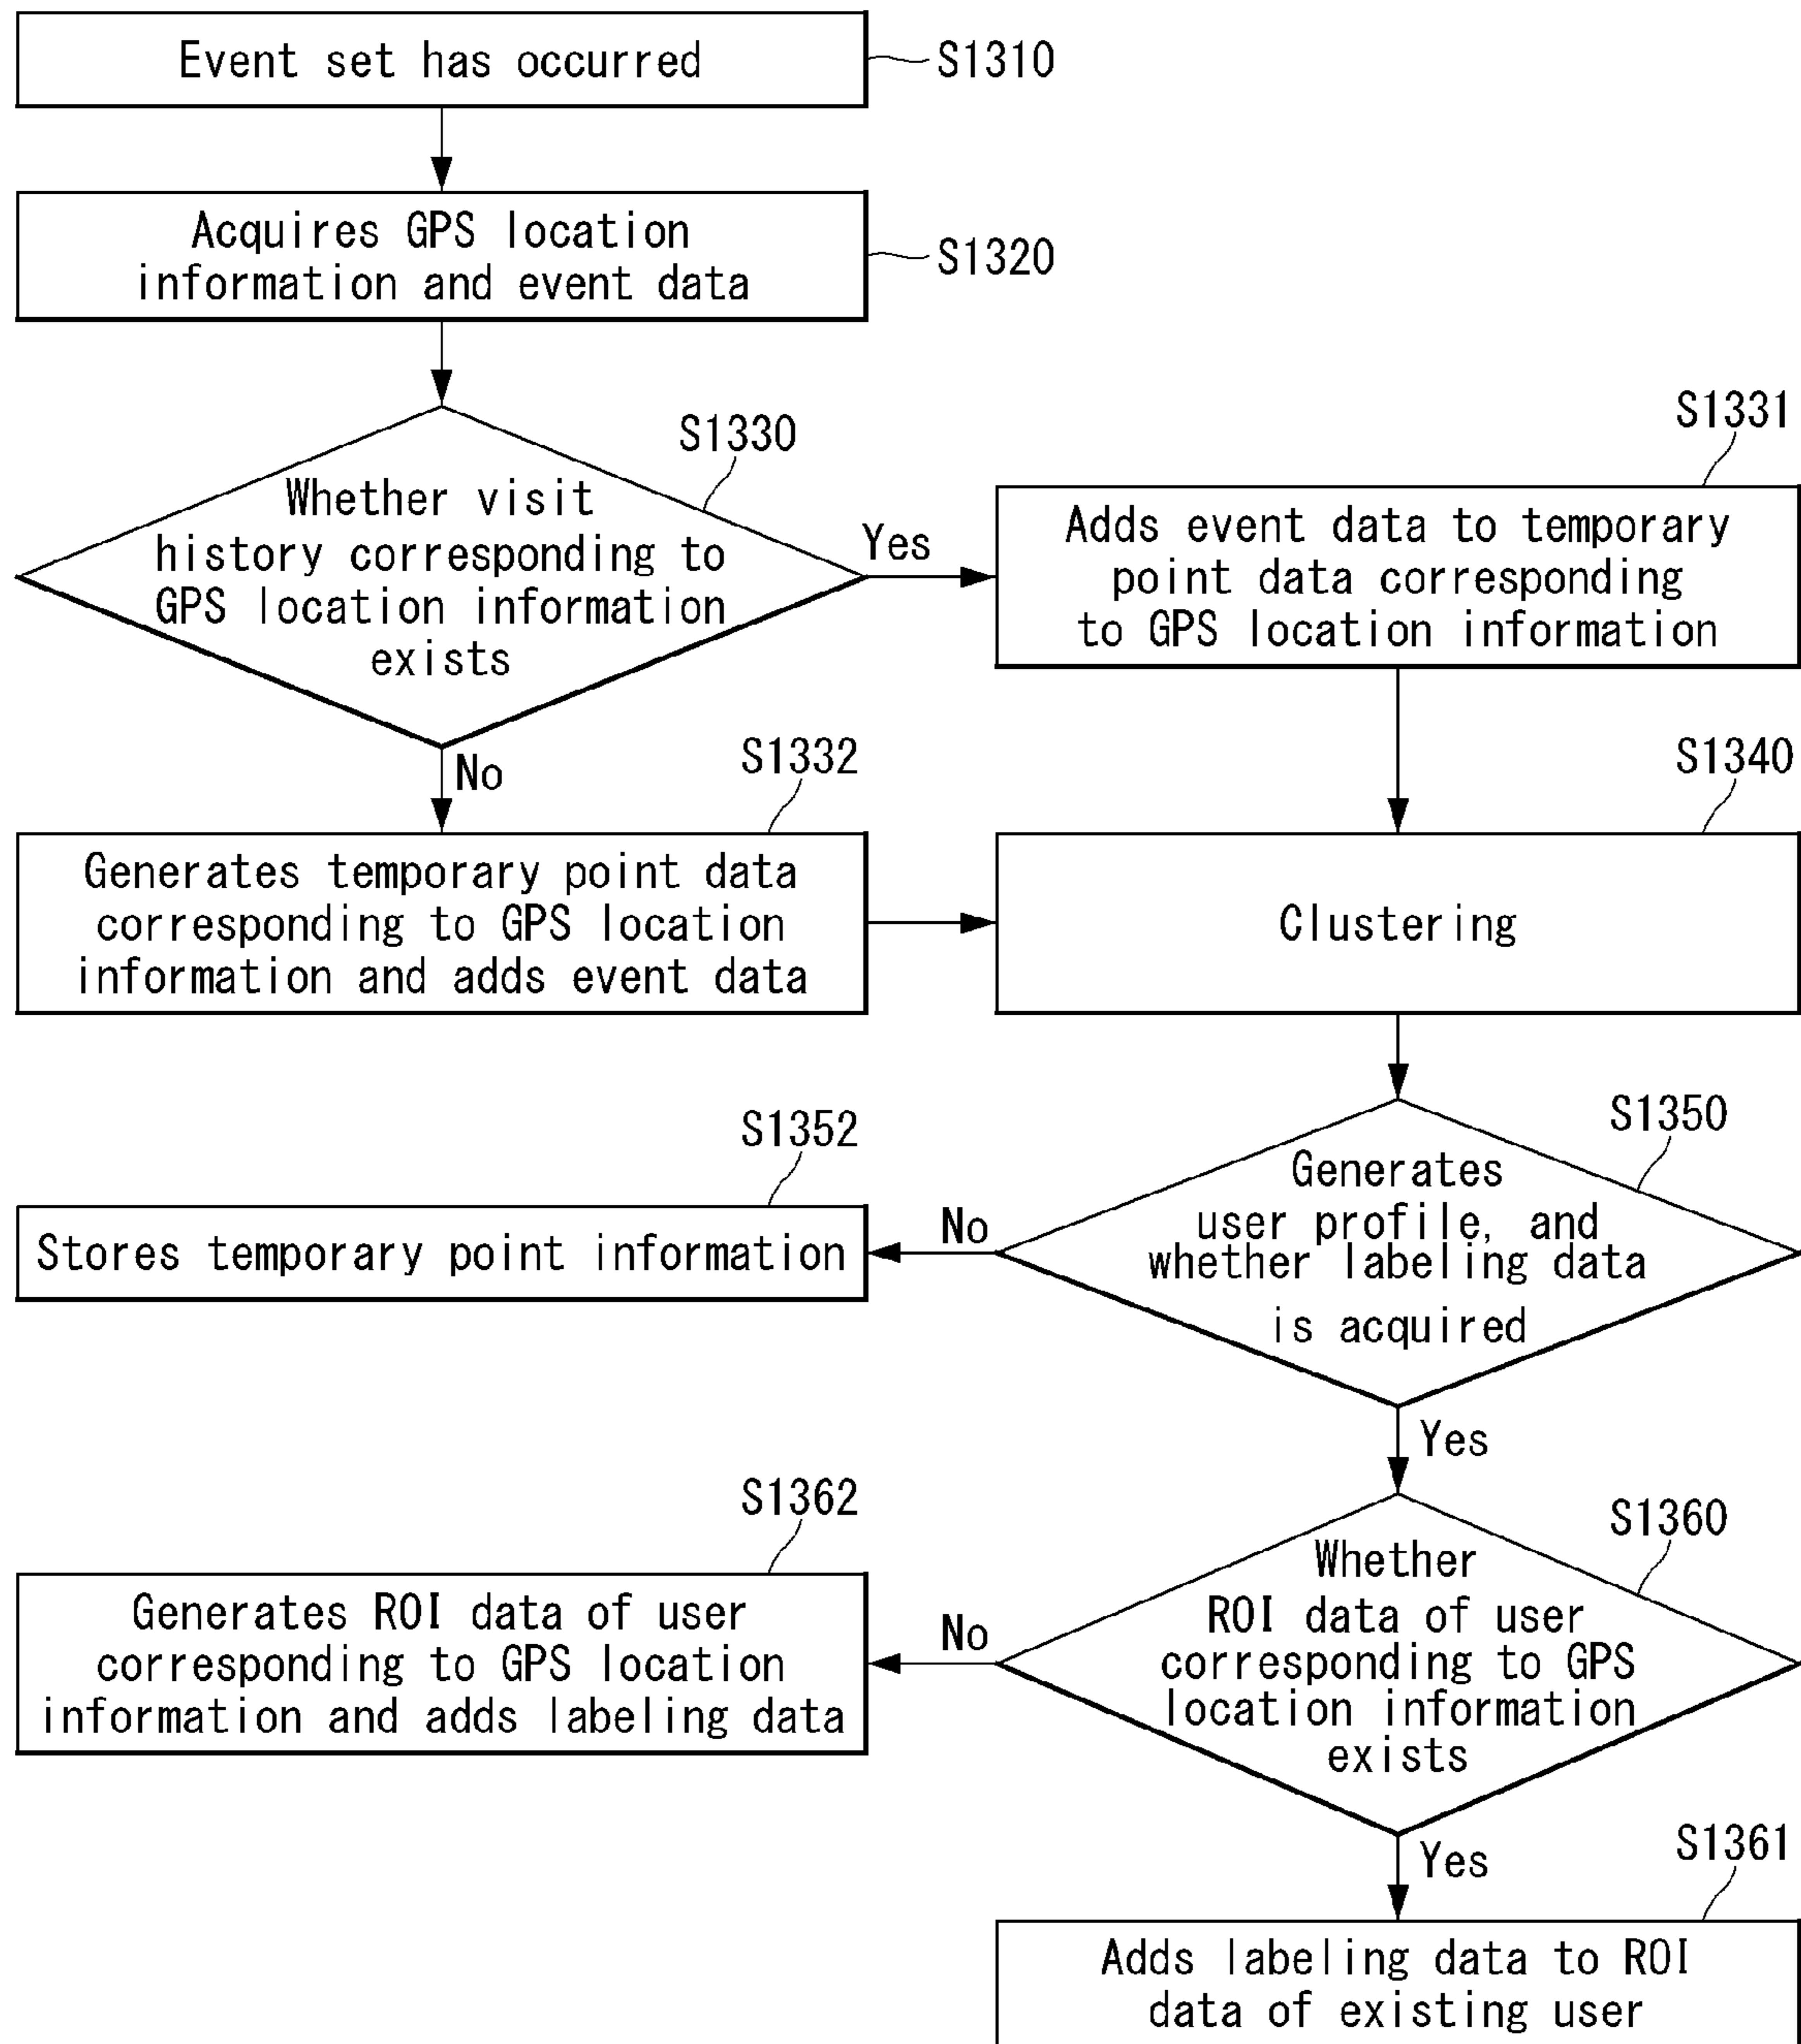 Event set has occurred
S1310
Acquires GPS location
information and event data
S1320
S1330
Whether visit
history corresponding to
GPS location information
exists
Yes
No
S1331
Adds event data to temporary
point data corresponding
to GPS location information
S1332
Generates temporary point data
corresponding to GPS location
information and adds event data
S1340
Clustering
S1350
Generates
user profile, and
whether labeling data
is acquired
No
Yes
S1352
Stores temporary point information
S1360
Whether
ROI data of user
corresponding to GPS
location information
exists
No
Yes
S1362
Generates ROI data of user
corresponding to GPS location
information and adds labeling data
S1361
Adds labeling data to ROI
data of existing user